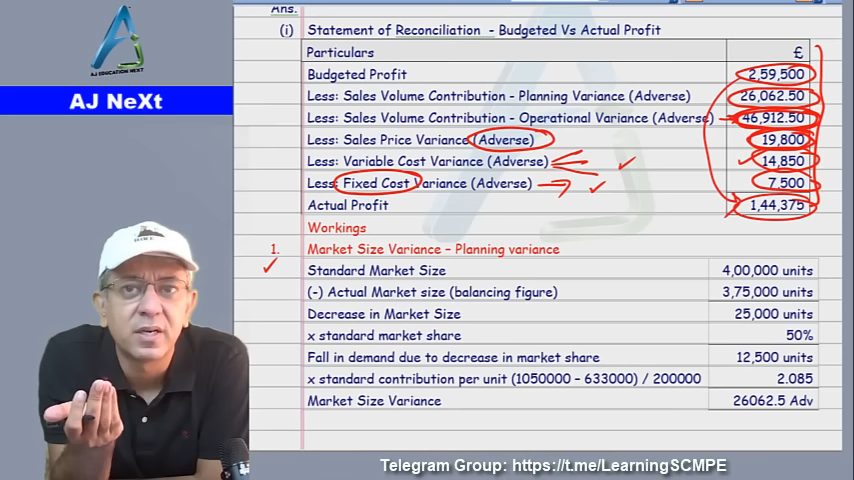 Ans.
(i) Statement of Reconciliation - Budgeted Vs Actual Profit
Particulars £
Budgeted Profit 2,59,500
Less: Sales Volume Contribution - Planning Variance (Adverse) 26,062.50
Less: Sales Volume Contribution - Operational Variance (Adverse) 46,912.50
Less: Sales Price Variance (Adverse) 19,800
Less: Variable Cost Variance (Adverse) 14,850
Less: Fixed Cost Variance (Adverse) 7,500
Actual Profit 1,44,375
Workings
1. Market Size Variance – Planning variance
Standard Market Size 4,00,000 units
(-) Actual Market size (balancing figure) 3,75,000 units
Decrease in Market Size 25,000 units
x standard market share 50%
Fall in demand due to decrease in market share 12,500 units
x standard contribution per unit (1050000 – 633000) / 200000 2.085
Market Size Variance 26062.5 Adv
AJ EDUCATION NEXT
AJ NeXt
Telegram Group: https://t.me/LearningSCMPE